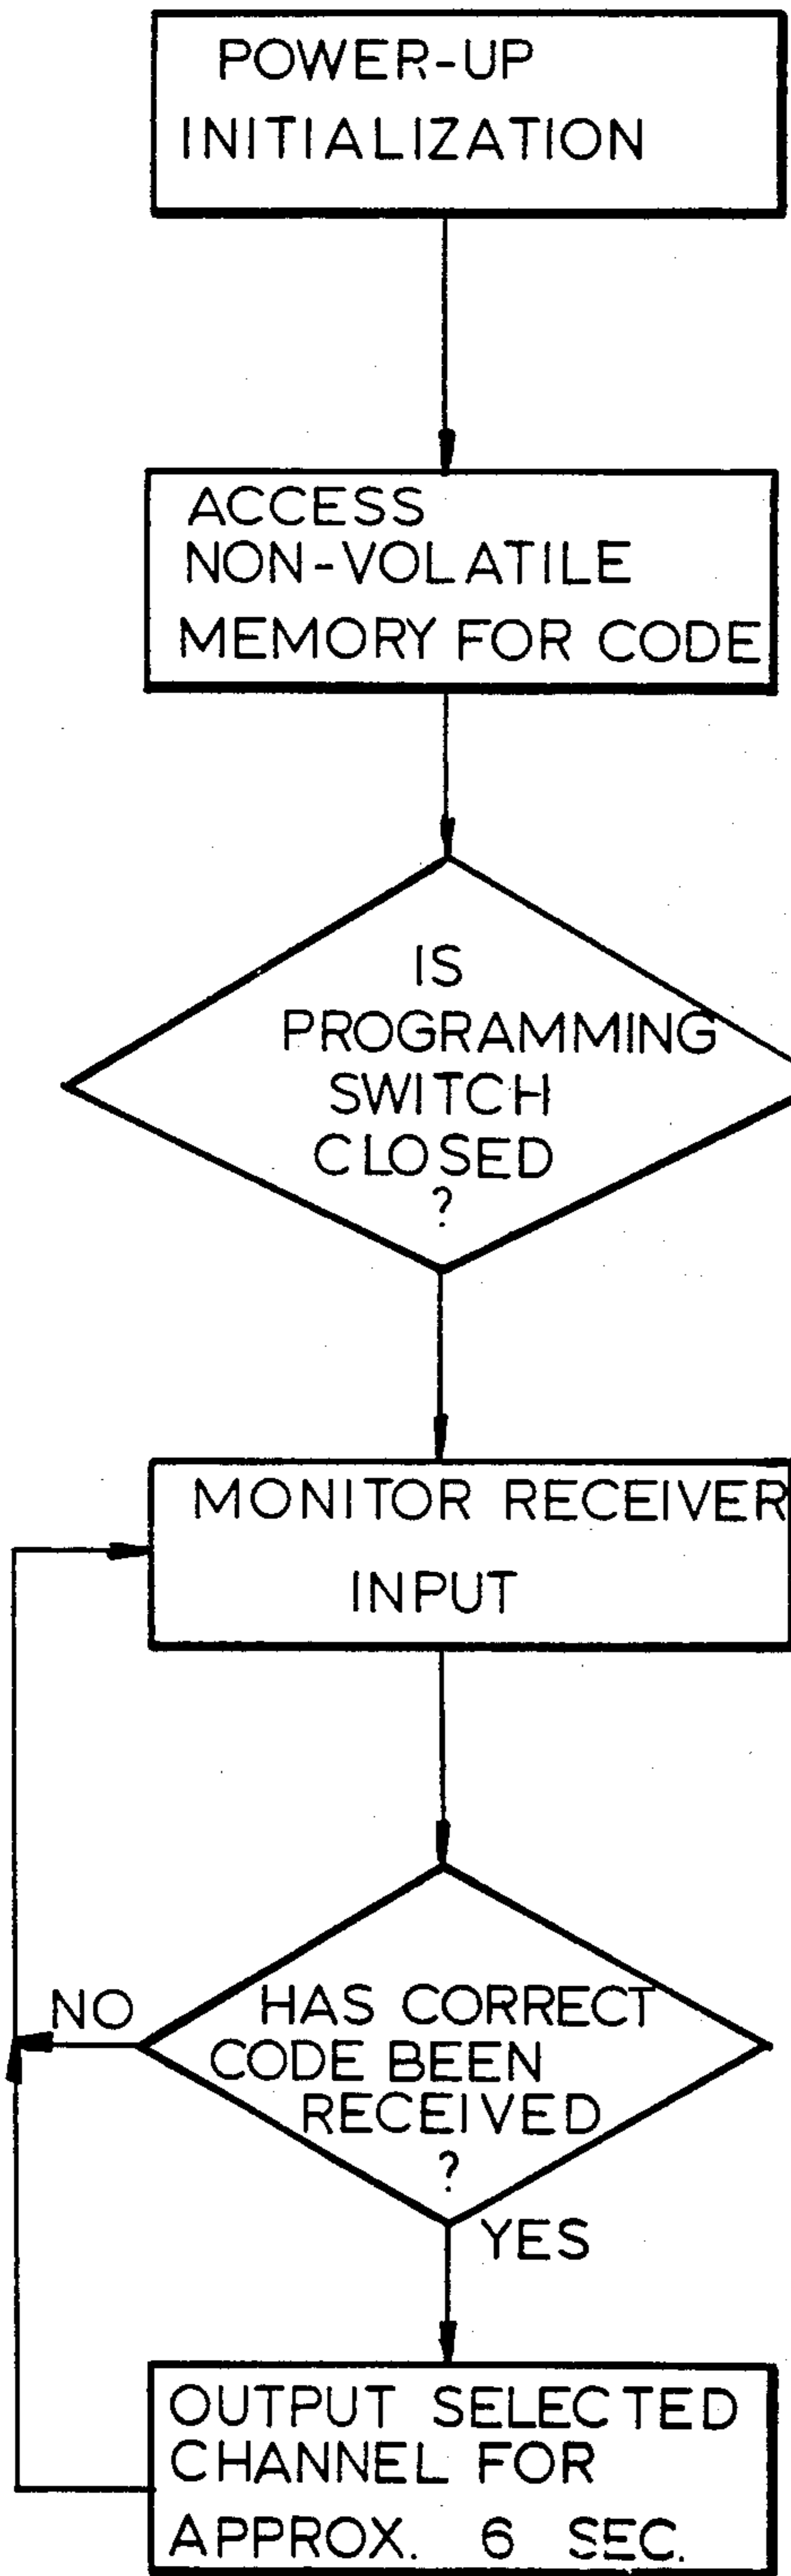 POWER-UP
INITIALIZATION
ACCESS
NON-VOLATILE
MEMORY FOR CODE
IS
PROGRAMMING
SWITCH
CLOSED
?
MONITOR RECEIVER
INPUT
NO
HAS CORRECT
CODE BEEN
RECEIVED
?
YES
OUTPUT SELECTED
CHANNEL FOR
APPROX. 6 SEC.